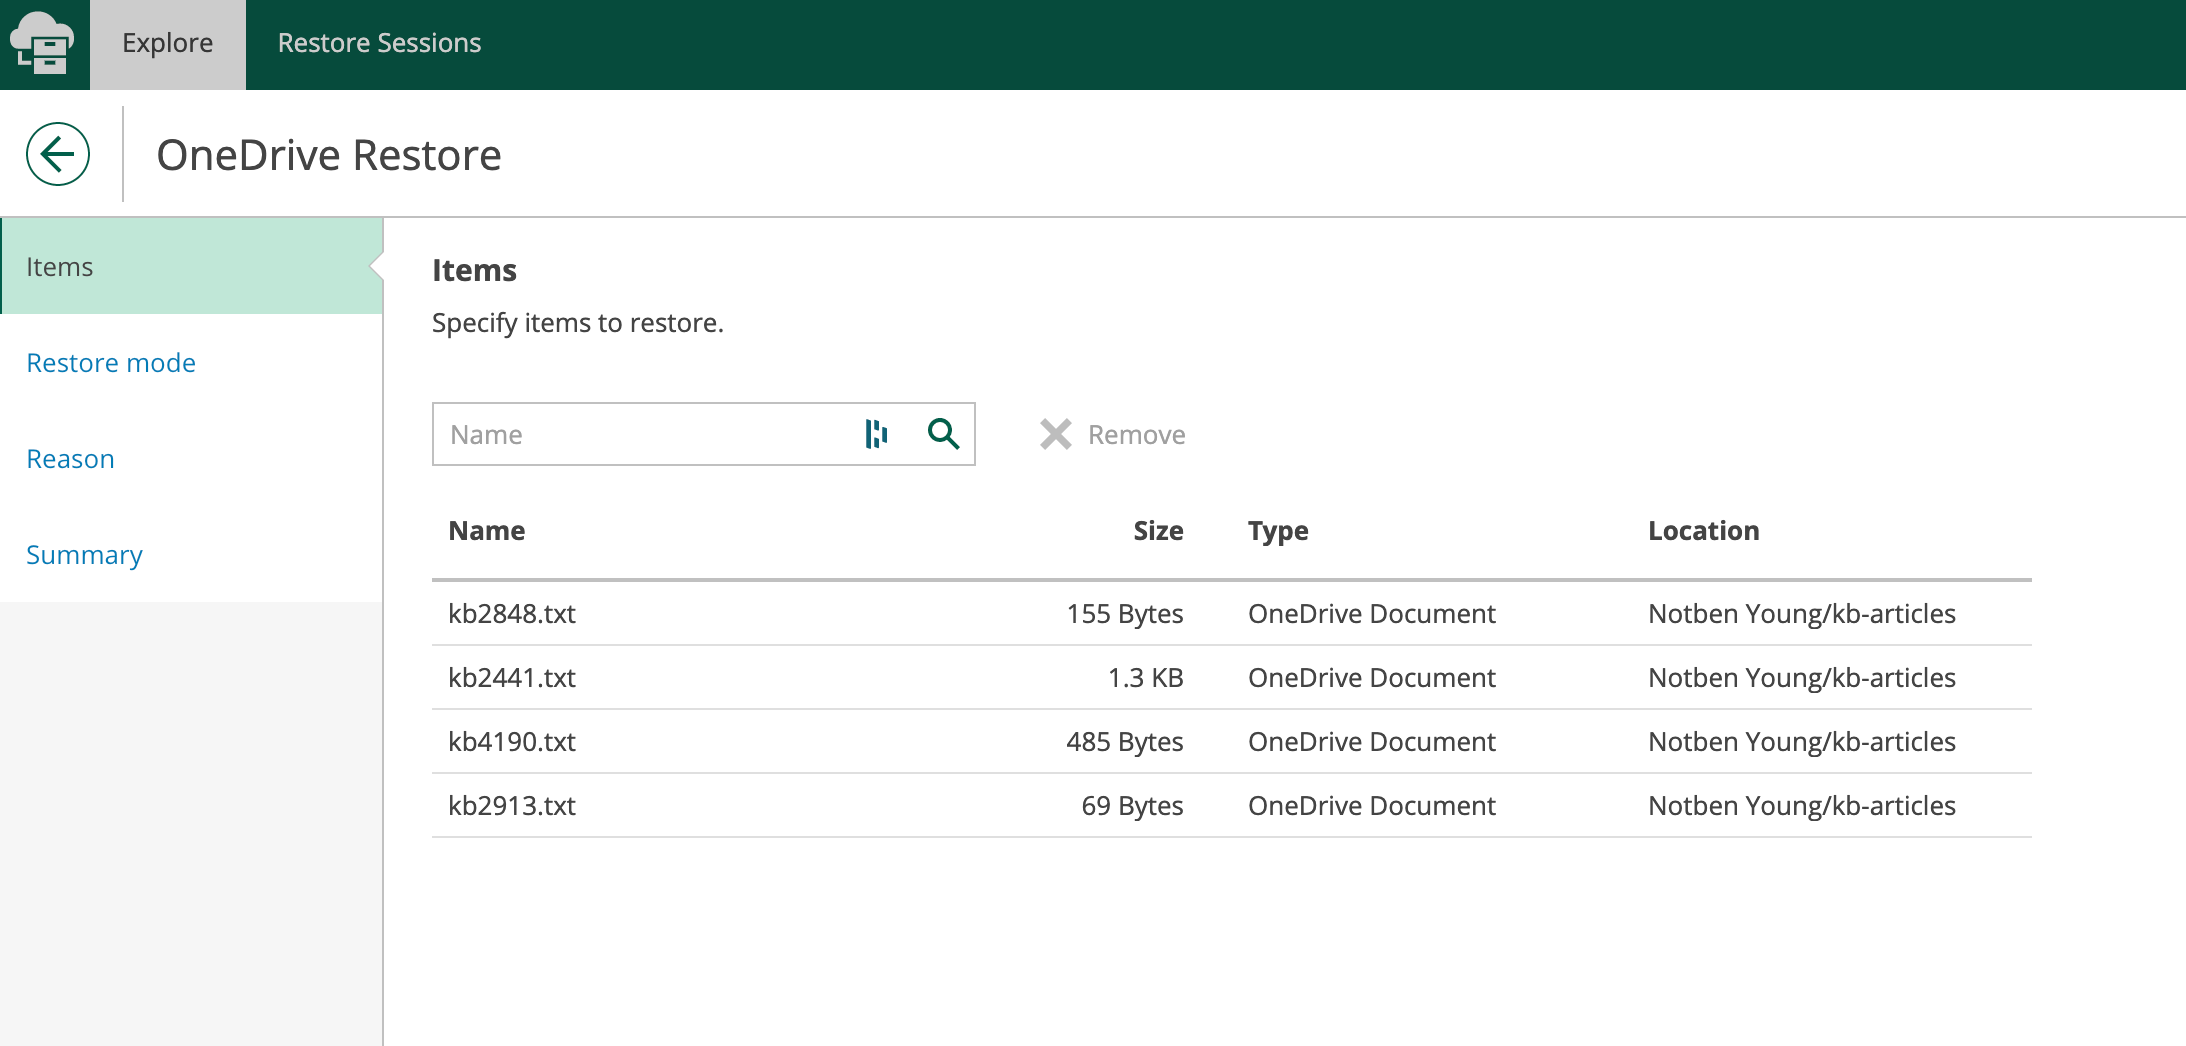 Explore Restore Sessions
OneDrive Restore
Items
Restore mode
Reason
Summary
Items
Specify items to restore.
Name Remove
Name Size Type Location
kb2848.txt 155 Bytes OneDrive Document Notben Young/kb-articles
kb2441.txt 1.3 KB OneDrive Document Notben Young/kb-articles
kb4190.txt 485 Bytes OneDrive Document Notben Young/kb-articles
kb2913.txt 69 Bytes OneDrive Document Notben Young/kb-articles